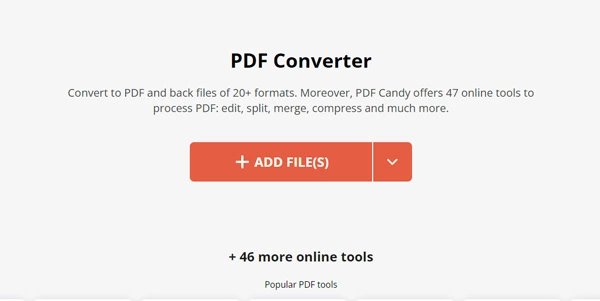 PDF Converter
Convert to PDF and back files of 20+ formats. Moreover, PDF Candy offers 47 online tools to
process PDF: edit, split, merge, compress and much more.
ADD FILE(S)
+ 46 more online tools
Popular PDF tools